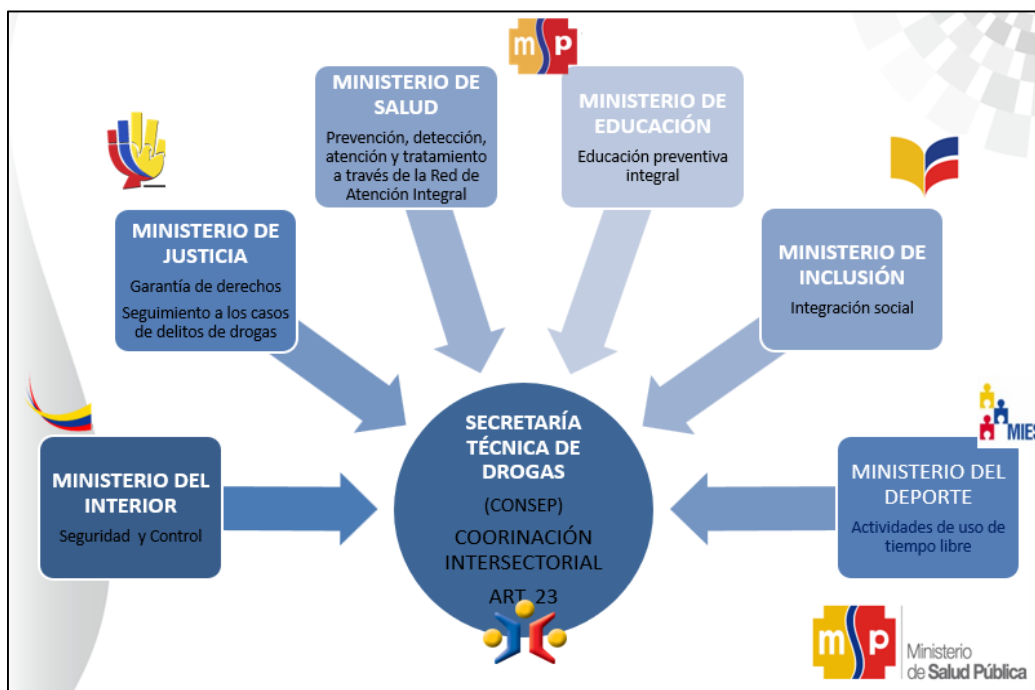 msp
MINISTERIO DE
SALUD
Prevención, detección,
atención y tratamiento
a través de la Red de
Atención Integral
MINISTERIO DE
EDUCACIÓN
Educación preventiva
integral
MINISTERIO DE
JUSTICIA
Garantía de derechos
Seguimiento a los casos
de delitos de drogas
MINISTERIO DE
INCLUSIÓN
Integración social
MINISTERIO DEL
INTERIOR
Seguridad y Control
SECRETARÍA
TÉCNICA DE
DROGAS
(CONSEP)
COORINACIÓN
INTERSECTORIAL
ART. 23
MIES
MINISTERIO DEL
DEPORTE
Actividades de uso de
tiempo libre
msp
Ministerio
de Salud Pública